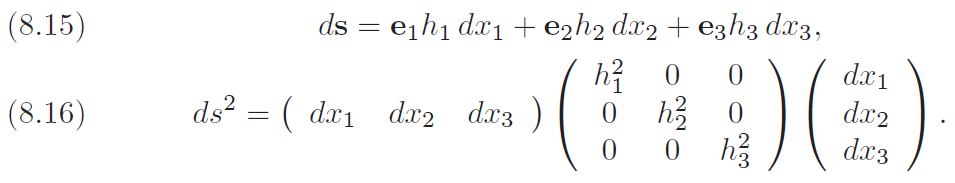 (8.15) ds = e₁h₁ dx₁ + e₂h₂ dx₂ + e₃h₃ dx₃,
(8.16) ds² = ( dx₁ dx₂ dx₃ ) ( h₁² 0 0 ; 0 h₂² 0 ; 0 0 h₃² ) ( dx₁ ; dx₂ ; dx₃ ) .